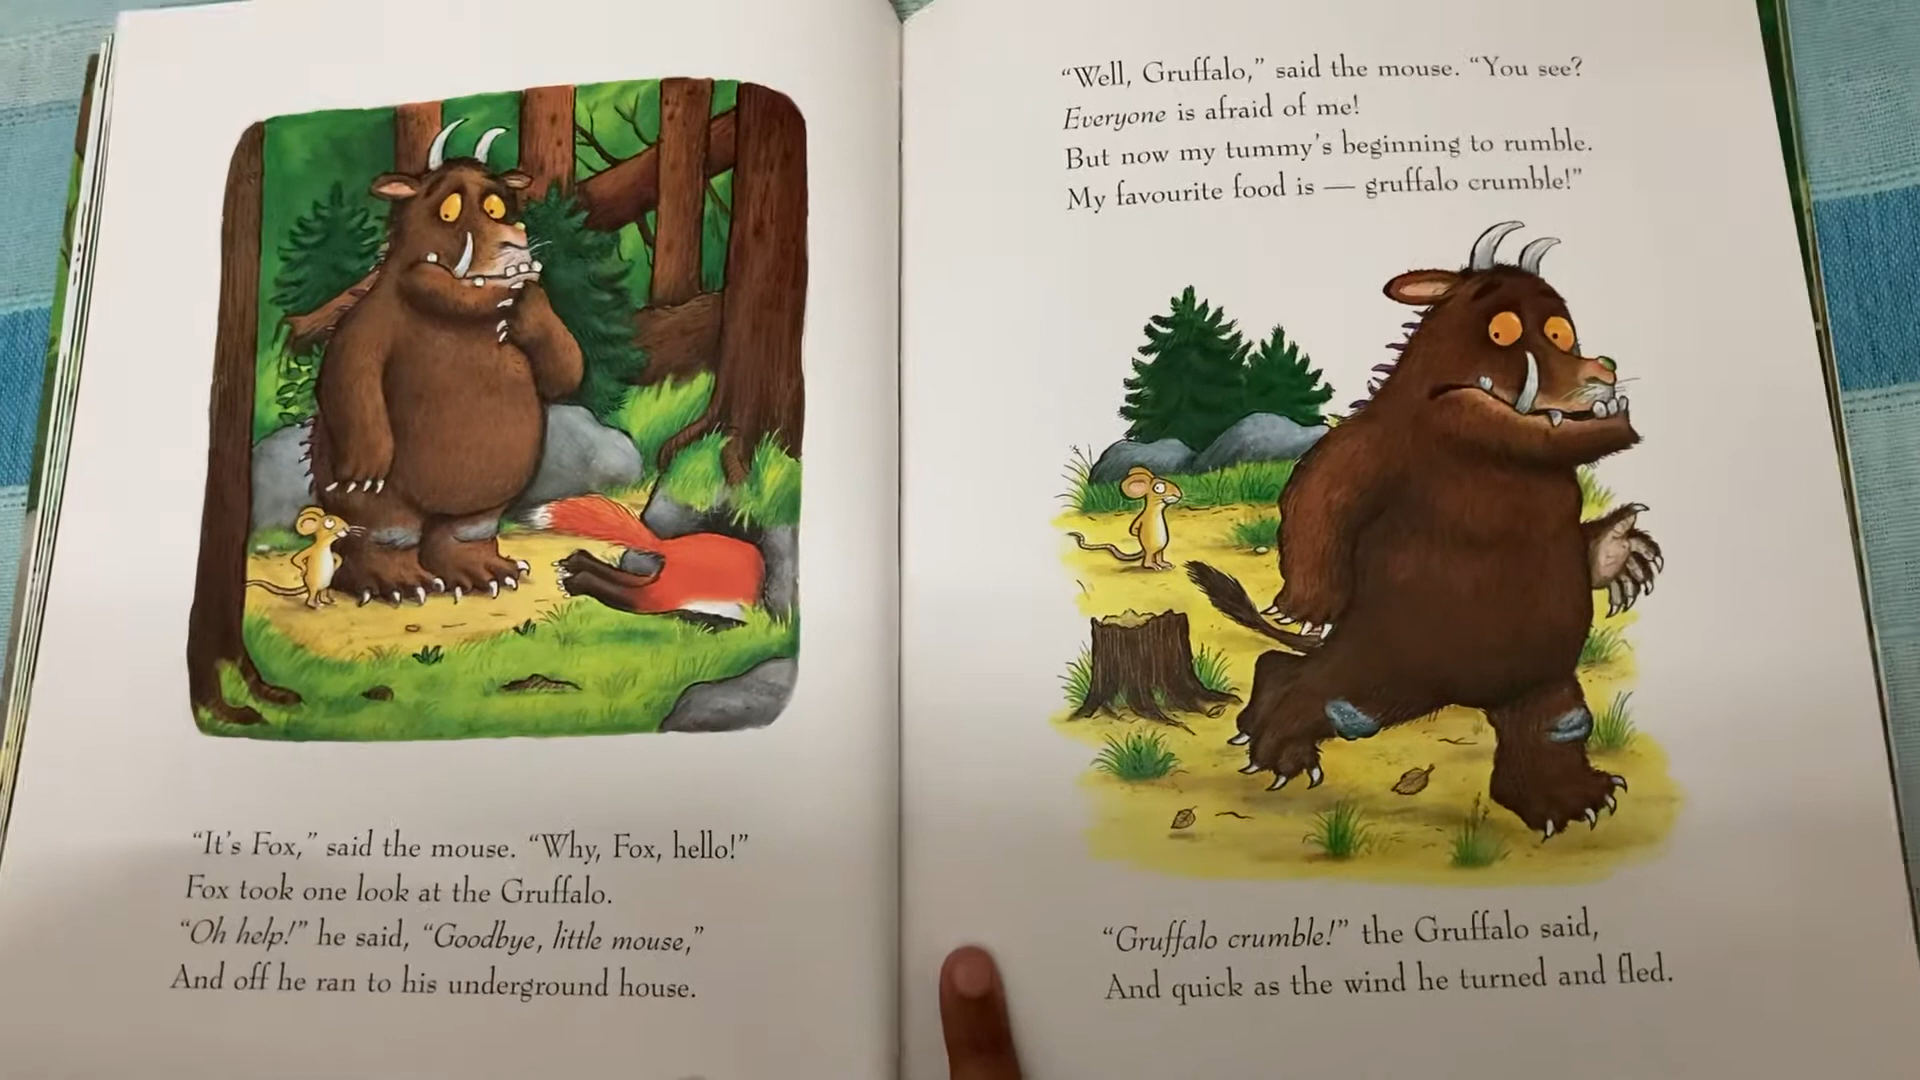 “It’s Fox,” said the mouse. “Why, Fox, hello!”
Fox took one look at the Gruffalo.
“Oh help!” he said, “Goodbye, little mouse,”
And off he ran to his underground house.
“Well, Gruffalo,” said the mouse. “You see?
Everyone is afraid of me!
But now my tummy’s beginning to rumble.
My favourite food is — gruffalo crumble!”
“Gruffalo crumble!” the Gruffalo said,
And quick as the wind he turned and fled.